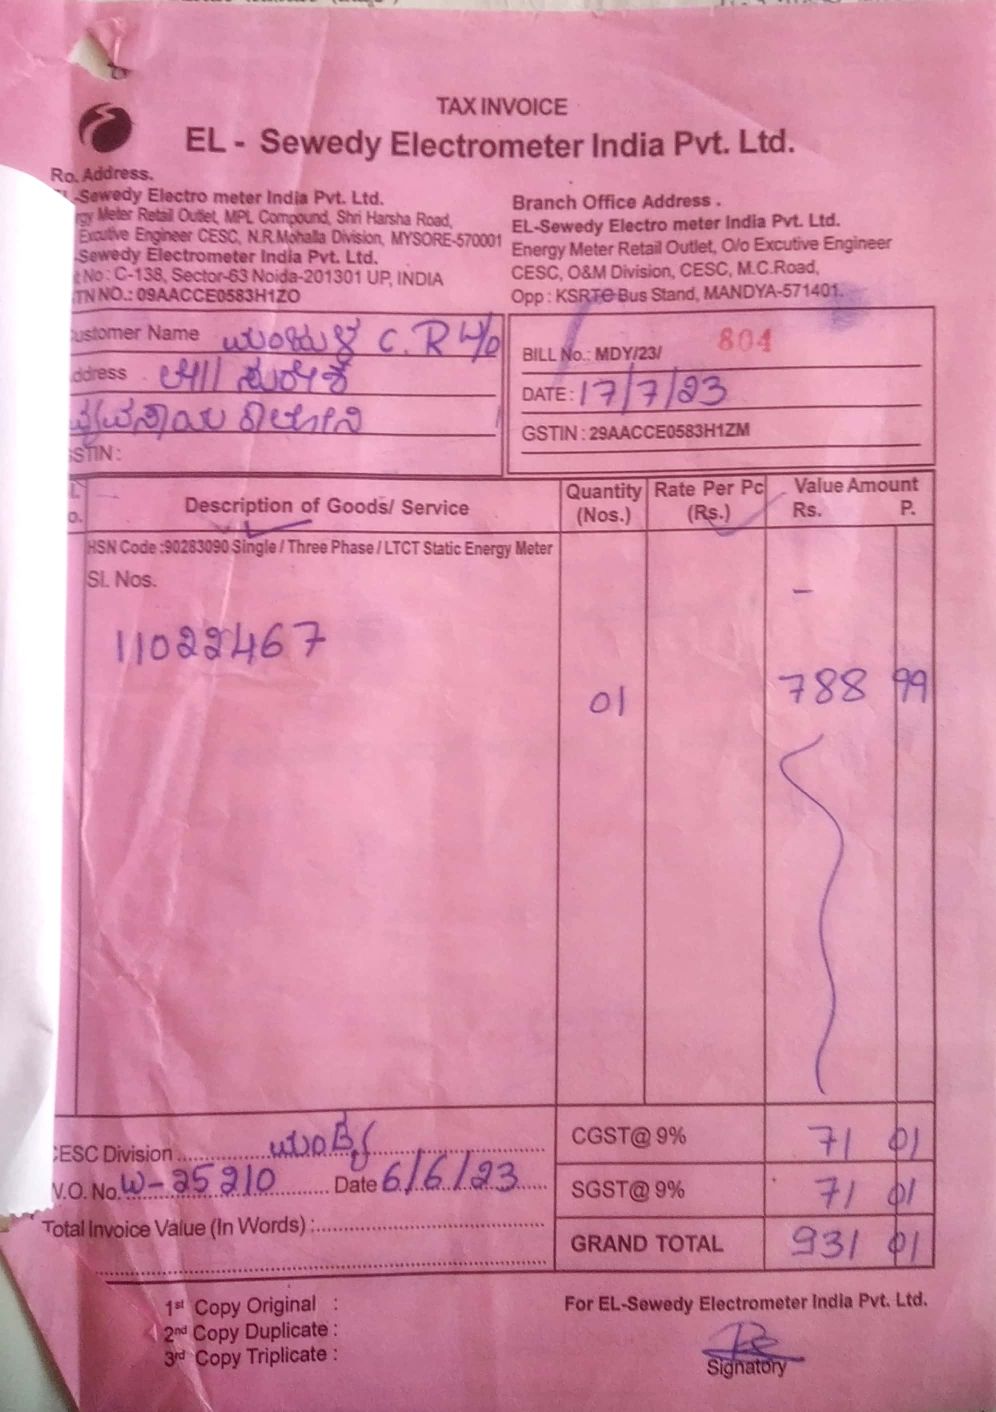 TAX INVOICE
EL - Sewedy Electrometer India Pvt. Ltd.
Ro. Address.
-Sewedy Electro meter India Pvt. Ltd.
rgy Meter Retail Outlet, MPL Compound, Shri Harsha Road,
Excutive Engineer CESC, N.R.Mohalla Division, MYSORE-570001
-Sewedy Electrometer India Pvt. Ltd.
No : C-138, Sector-63 Noida-201301 UP, INDIA
TN NO.: 09AACCE0583H1ZO
Branch Office Address .
EL-Sewedy Electro meter India Pvt. Ltd.
Energy Meter Retail Outlet, O/o Excutive Engineer
CESC, O&M Division, CESC, M.C.Road,
Opp : KSRTC Bus Stand, MANDYA-571401.
ustomer Name C.R
ddress
STIN :
BILL No.: MDY/23/ 804
DATE : 17/7/23
GSTIN : 29AACCE0583H1ZM
Description of Goods/ Service Quantity (Nos.) Rate Per Pc (Rs.) Value Amount Rs. P.
HSN Code :90283090 Single / Three Phase / LTCT Static Energy Meter
Sl. Nos. -
11022467
01 788 99
CESC Division
W.O. No. W-25210 Date 6/6/23
Total Invoice Value (In Words) :
CGST@ 9% 71 01
SGST@ 9% 71 01
GRAND TOTAL 931 01
1st Copy Original :
2nd Copy Duplicate :
3rd Copy Triplicate :
For EL-Sewedy Electrometer India Pvt. Ltd.
Signatory